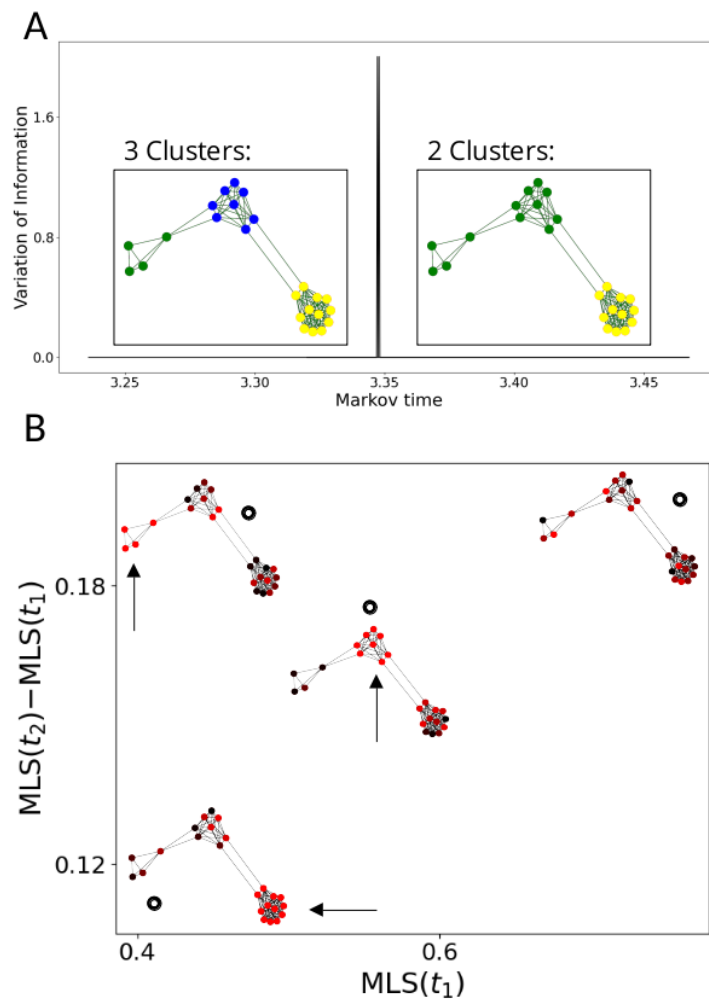 A
Variation of Information
1.6
0.8
0.0
3 Clusters:
2 Clusters:
3.25
3.30
3.35
3.40
3.45
Markov time
B
MLS(t₂)−MLS(t₁)
0.18
0.12
0.4
0.6
MLS(t₁)